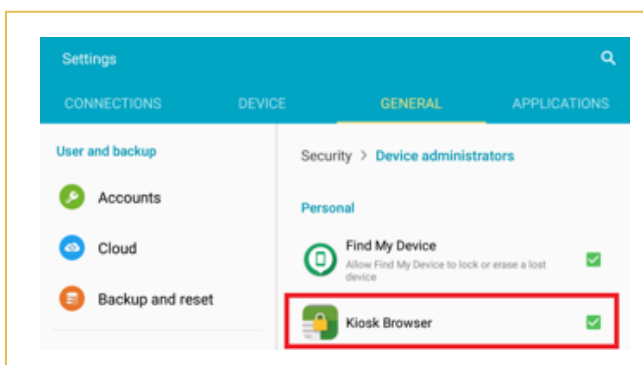 Settings
CONNECTIONS DEVICE GENERAL APPLICATIONS
User and backup
Accounts
Cloud
Backup and reset
Security > Device administrators
Personal
Find My Device
Allow Find My Device to lock or erase a lost
device
Kiosk Browser